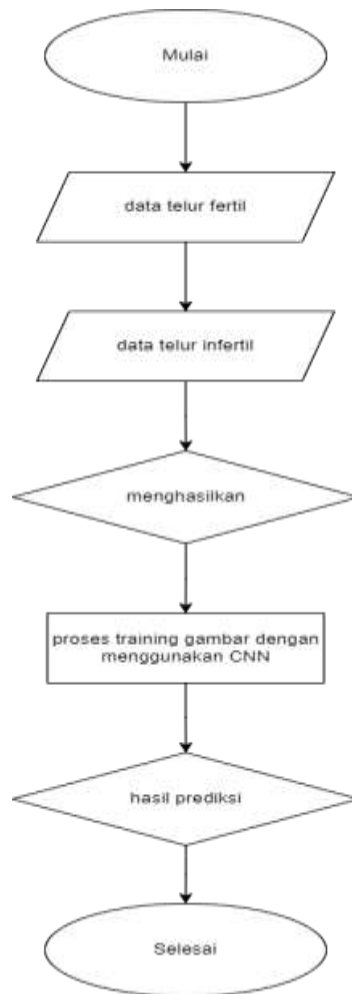 Mulai
data telur fertil
data telur infertil
menghasilkan
proses training gambar dengan
menggunakan CNN
hasil prediksi
Selesai